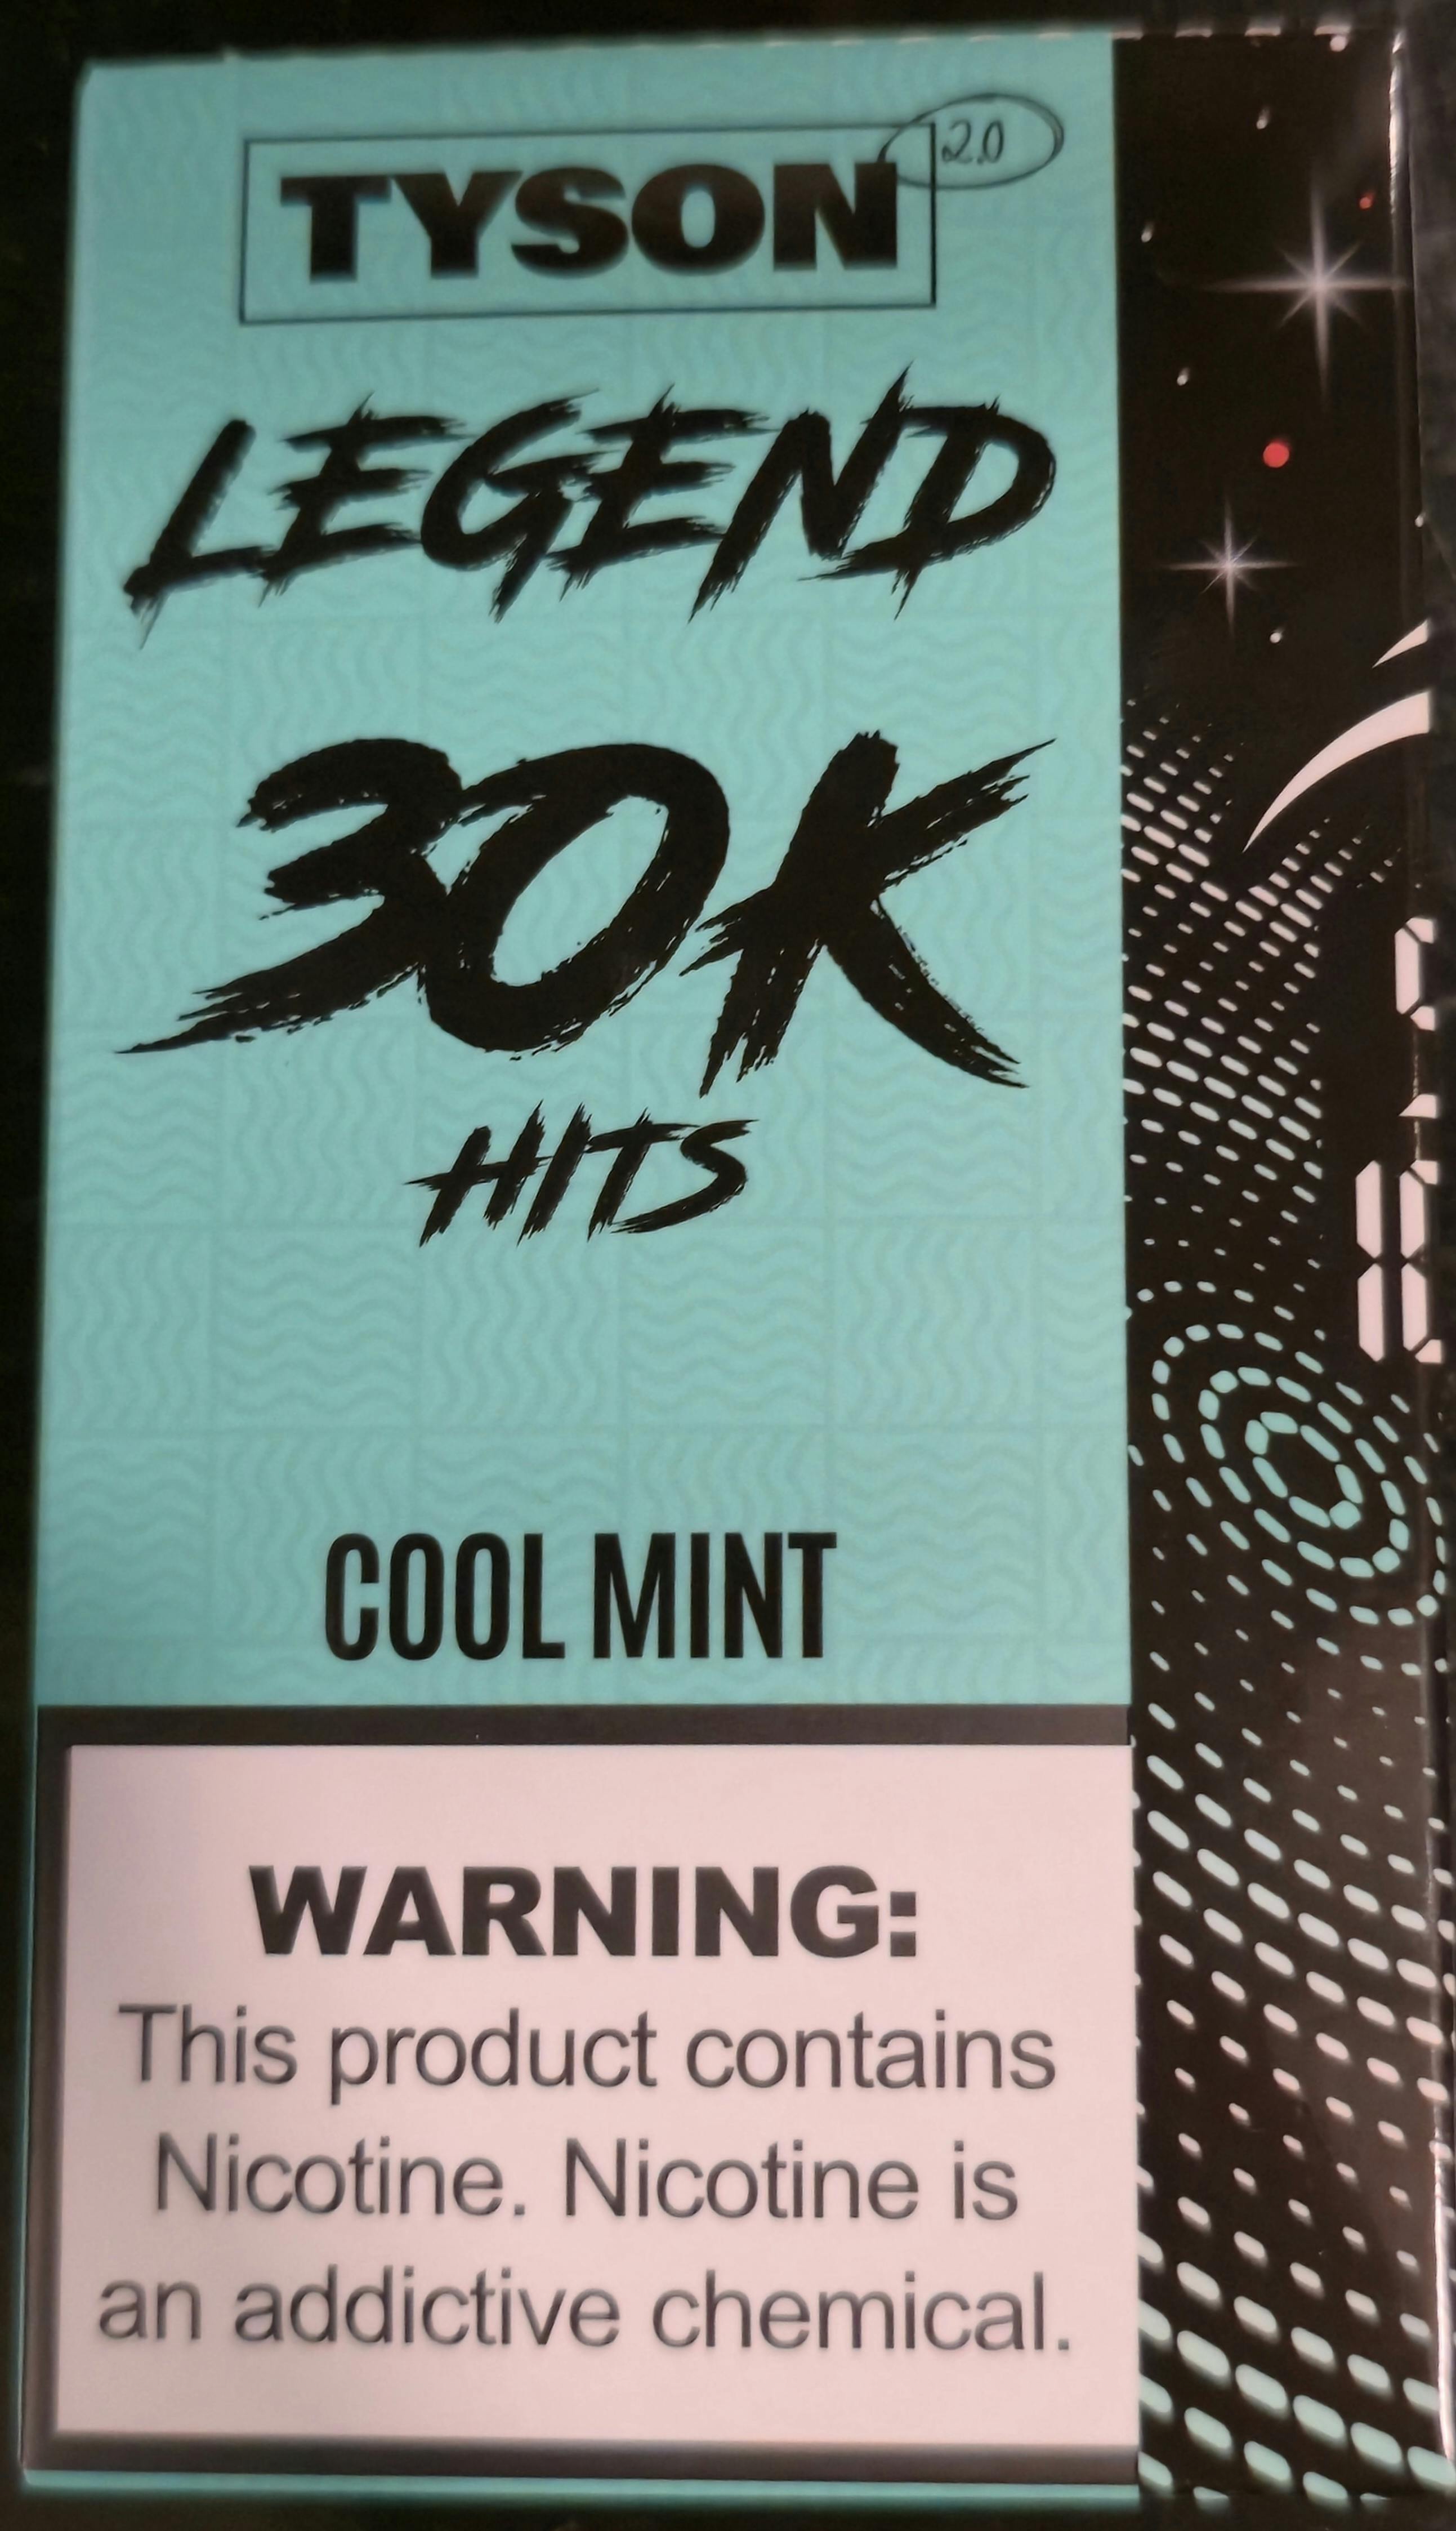 TYSON 2.0
LEGEND
30K
HITS
COOL MINT
WARNING:
This product contains
Nicotine. Nicotine is
an addictive chemical.